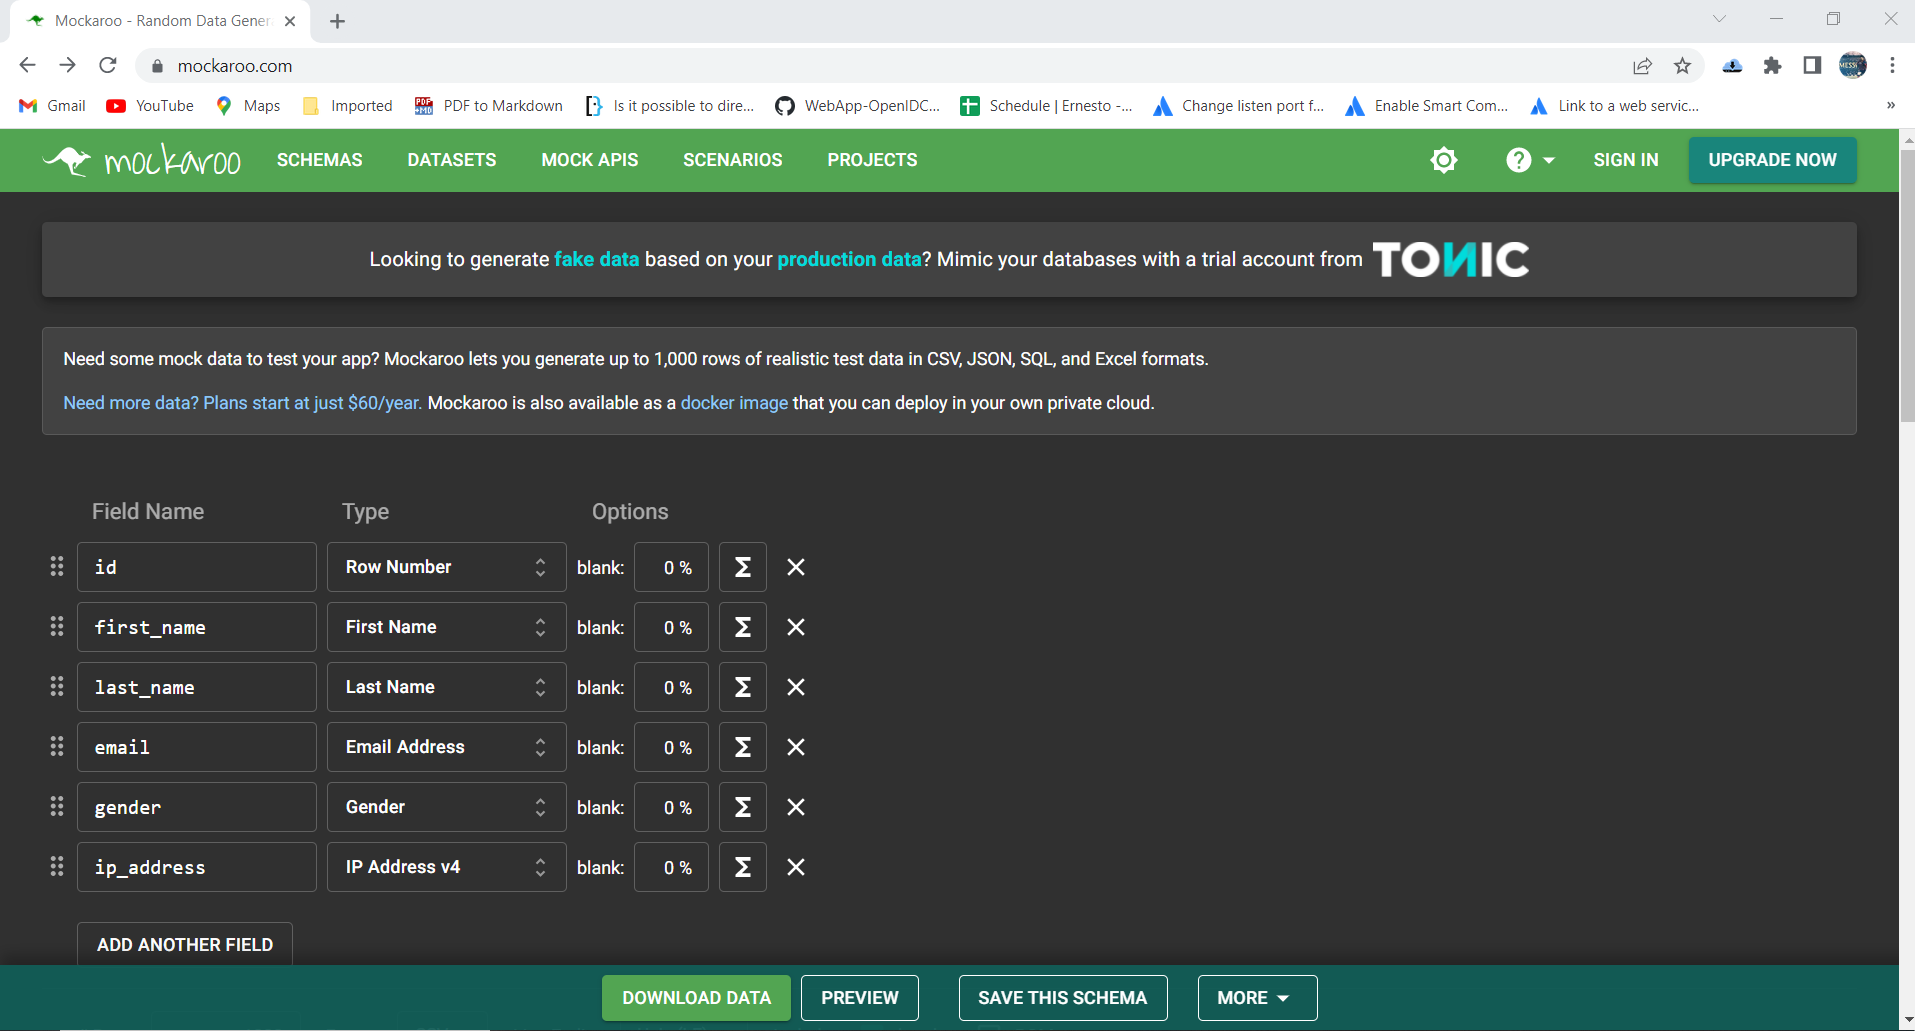 Mockaroo - Random Data Gener
mockaroo.com
Gmail YouTube Maps Imported PDF to Markdown Is it possible to dire... WebApp-OpenIDC... Schedule | Ernesto -... Change listen port f... Enable Smart Com... Link to a web servic... »
mockaroo SCHEMAS DATASETS MOCK APIS SCENARIOS PROJECTS SIGN IN UPGRADE NOW
Looking to generate fake data based on your production data? Mimic your databases with a trial account from TONIC
Need some mock data to test your app? Mockaroo lets you generate up to 1,000 rows of realistic test data in CSV, JSON, SQL, and Excel formats.
Need more data? Plans start at just $60/year. Mockaroo is also available as a docker image that you can deploy in your own private cloud.
Field Name Type Options
id Row Number blank: 0 % Σ
first_name First Name blank: 0 % Σ
last_name Last Name blank: 0 % Σ
email Email Address blank: 0 % Σ
gender Gender blank: 0 % Σ
ip_address IP Address v4 blank: 0 % Σ
ADD ANOTHER FIELD
DOWNLOAD DATA PREVIEW SAVE THIS SCHEMA MORE